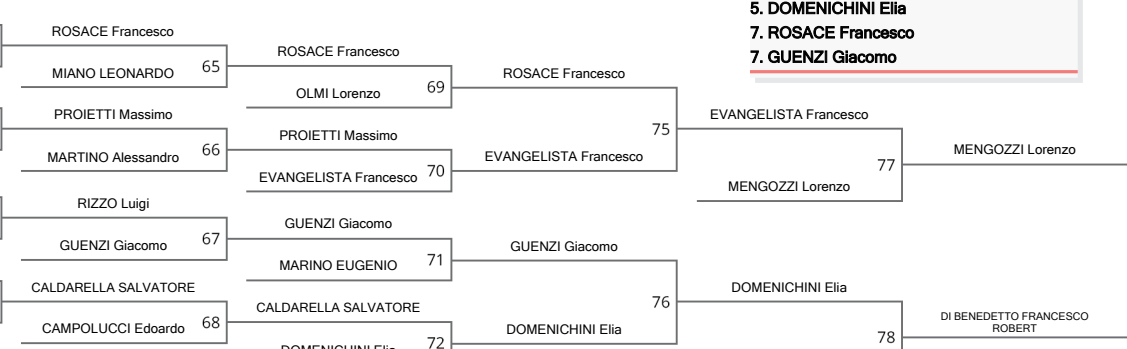 5. DOMENICHINI Elia
7. ROSACE Francesco
7. GUENZI Giacomo
ROSACE Francesco
MIANO LEONARDO
65
PROIETTI Massimo
MARTINO Alessandro
66
RIZZO Luigi
GUENZI Giacomo
67
CALDARELLA SALVATORE
CAMPOLUCCI Edoardo
68
ROSACE Francesco
OLMI Lorenzo
69
PROIETTI Massimo
EVANGELISTA Francesco
70
GUENZI Giacomo
MARINO EUGENIO
71
CALDARELLA SALVATORE
DOMENICHINI Elia
72
ROSACE Francesco
EVANGELISTA Francesco
75
GUENZI Giacomo
DOMENICHINI Elia
76
EVANGELISTA Francesco
MENGOZZI Lorenzo
77
DOMENICHINI Elia
78
MENGOZZI Lorenzo
DI BENEDETTO FRANCESCO
ROBERT